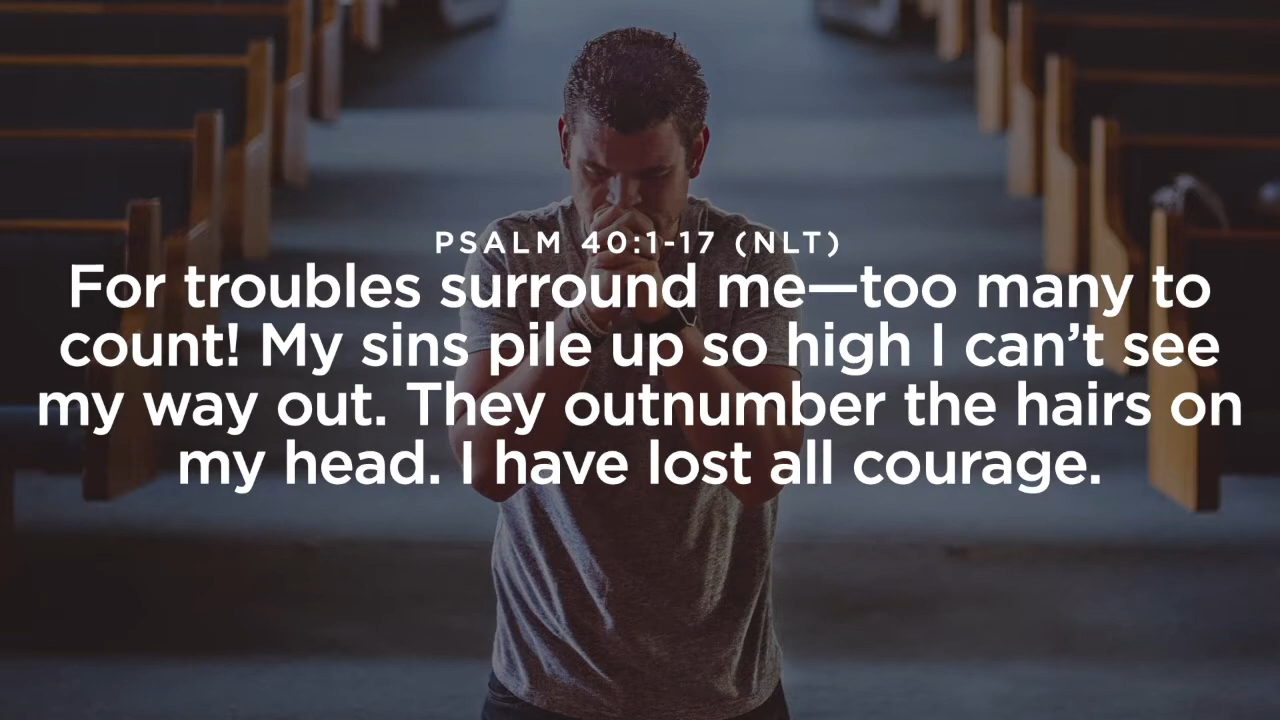 PSALM 40:1-17 (NLT)
For troubles surround me—too many to
count! My sins pile up so high I can’t see
my way out. They outnumber the hairs on
my head. I have lost all courage.